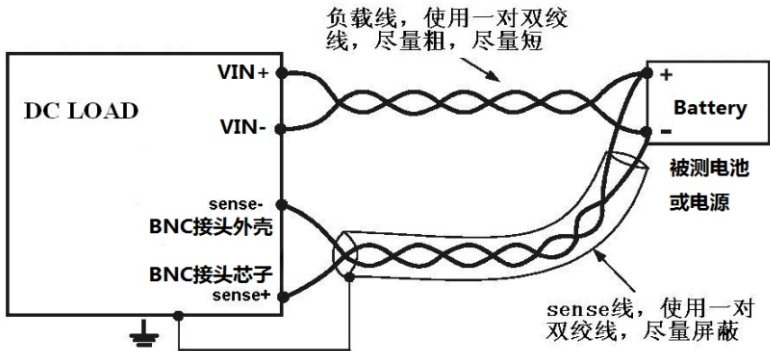 负载线，使用一对双绞
线，尽量粗，尽量短
VIN+
DC LOAD
VIN-
+
Battery
-
被测电池
或电源
sense-
BNC接头外壳
BNC接头芯子
sense+
sense线，使用一对
双绞线，尽量屏蔽